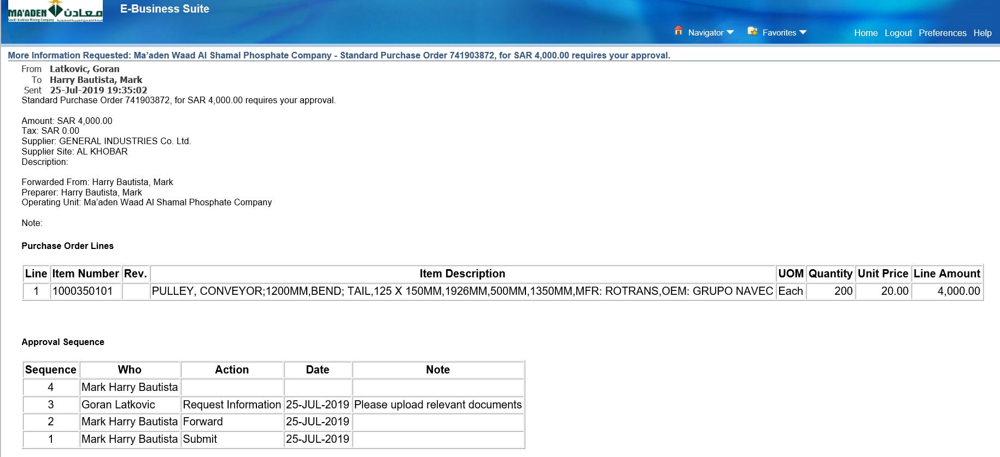 MA'ADEN معادن
Saudi Arabian Mining Company
E-Business Suite
Navigator Favorites Home Logout Preferences Help
More Information Requested: Ma’aden Waad Al Shamal Phosphate Company - Standard Purchase Order 741903872, for SAR 4,000.00 requires your approval.
From Latkovic, Goran
To Harry Bautista, Mark
Sent 25-Jul-2019 19:35:02
Standard Purchase Order 741903872, for SAR 4,000.00 requires your approval.
Amount: SAR 4,000.00
Tax: SAR 0.00
Supplier: GENERAL INDUSTRIES Co. Ltd.
Supplier Site: AL KHOBAR
Description:
Forwarded From: Harry Bautista, Mark
Preparer: Harry Bautista, Mark
Operating Unit: Ma’aden Waad Al Shamal Phosphate Company
Note:
Purchase Order Lines
Line Item Number Rev. Item Description UOM Quantity Unit Price Line Amount
1 1000350101 PULLEY, CONVEYOR;1200MM,BEND; TAIL,125 X 150MM,1926MM,500MM,1350MM,MFR: ROTRANS,OEM: GRUPO NAVEC Each 200 20.00 4,000.00
Approval Sequence
Sequence Who Action Date Note
4 Mark Harry Bautista
3 Goran Latkovic Request Information 25-JUL-2019 Please upload relevant documents
2 Mark Harry Bautista Forward 25-JUL-2019
1 Mark Harry Bautista Submit 25-JUL-2019